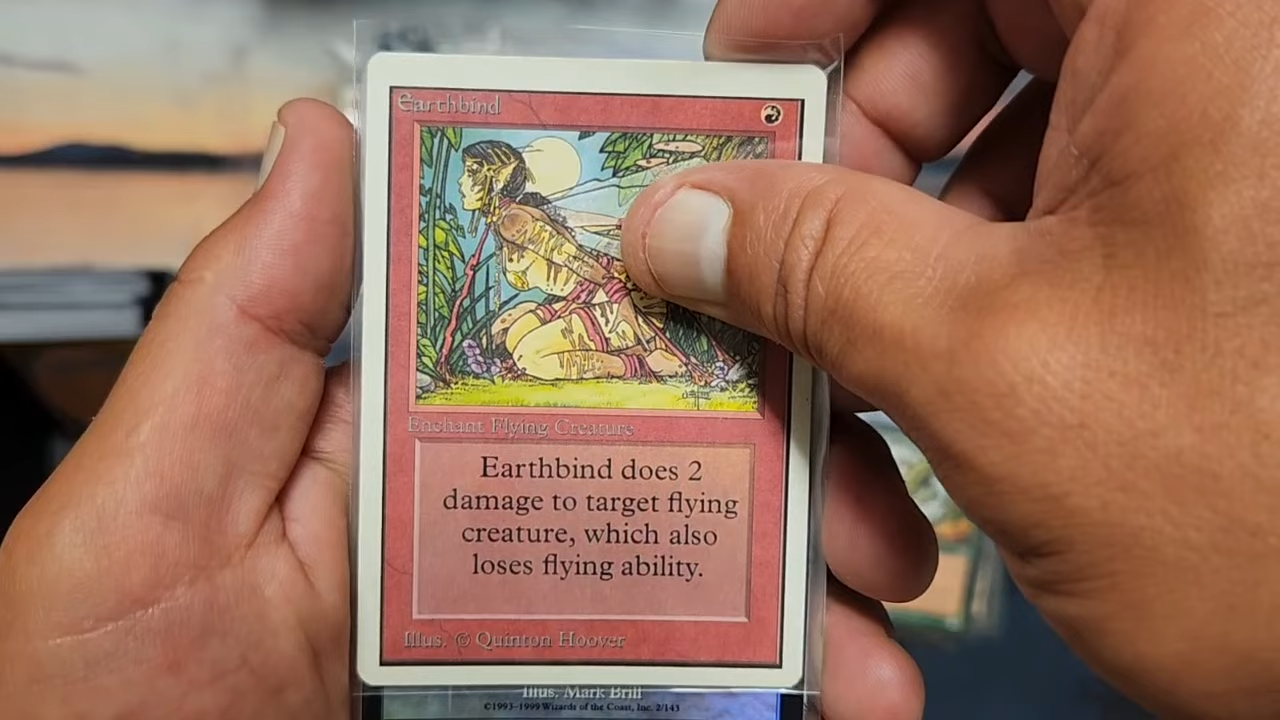 Earthbind
Enchant Flying Creature
Earthbind does 2
damage to target flying
creature, which also
loses flying ability.
Illus. © Quinton Hoover
Illus. Mark Brill
©1993-1999 Wizards of the Coast, Inc. 2/143